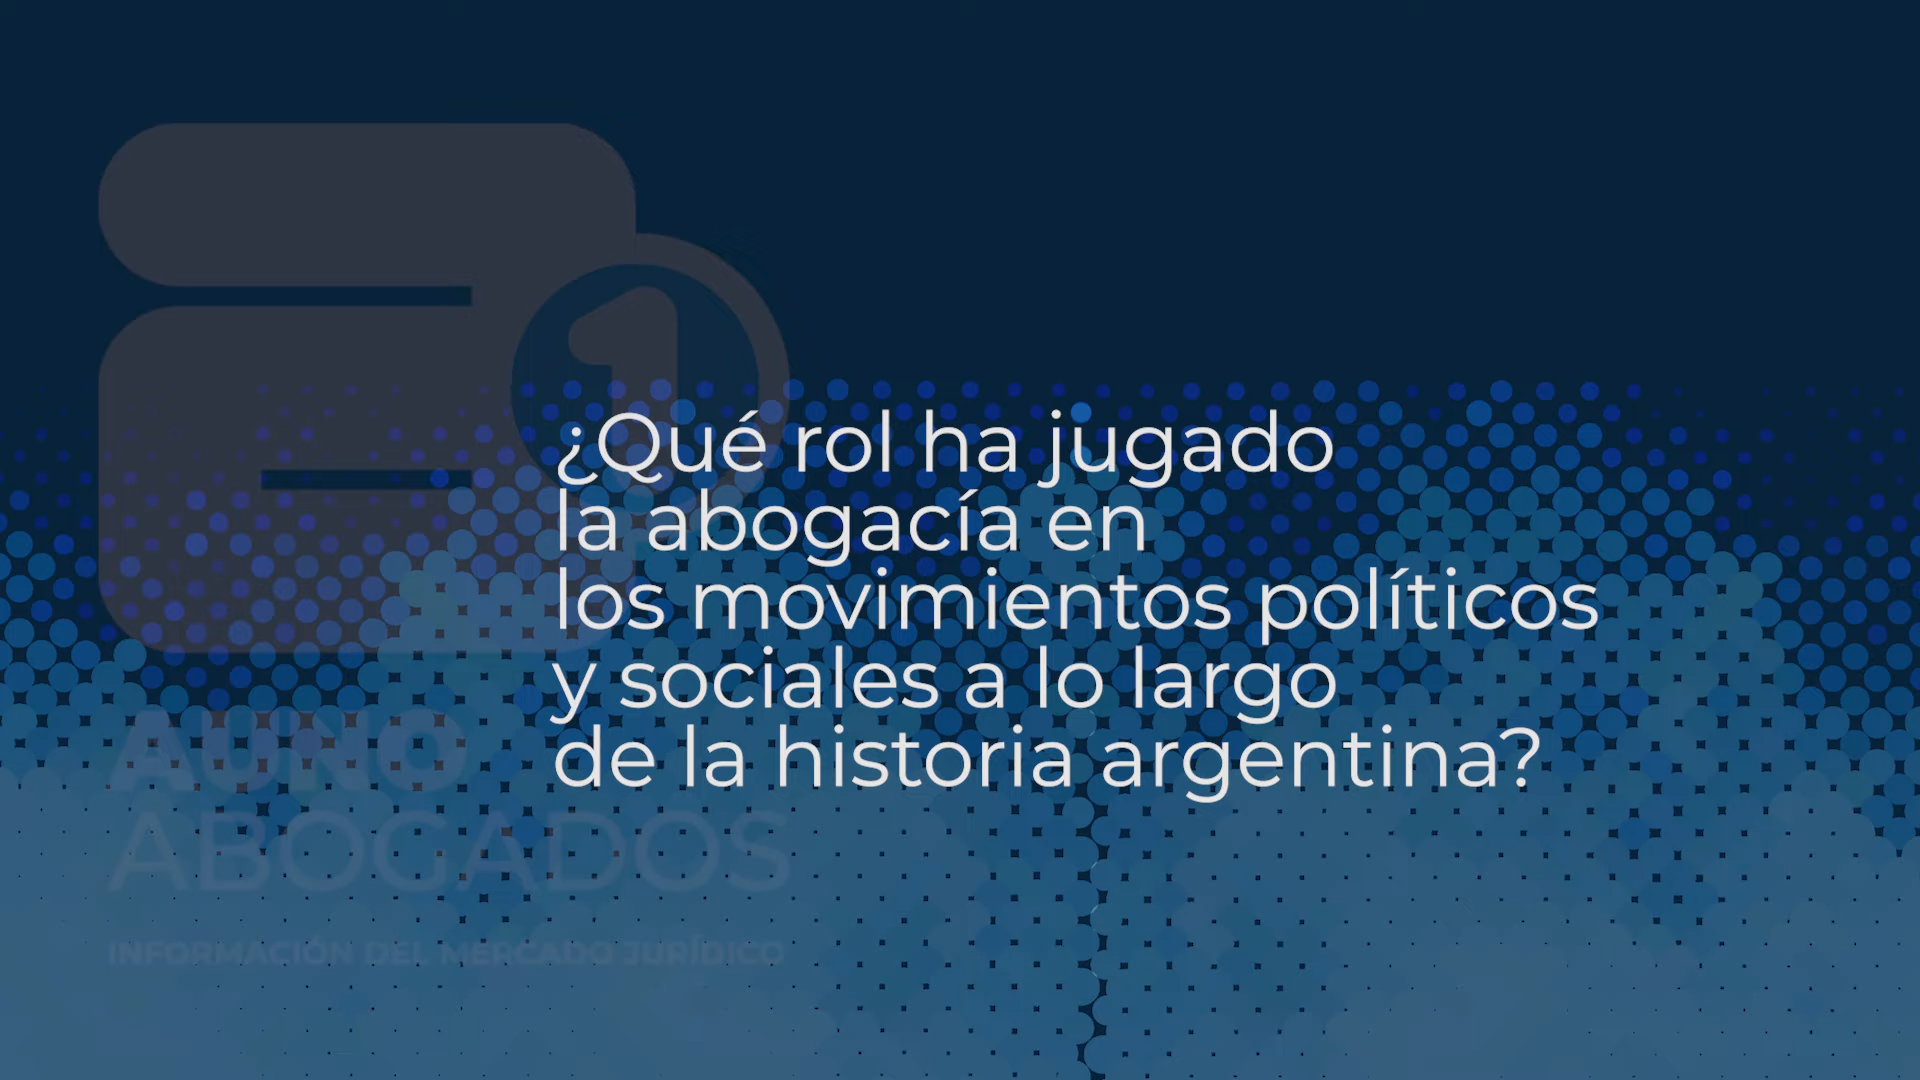 ¿Qué rol ha jugado
la abogacía en
los movimientos políticos
y sociales a lo largo
de la historia argentina?
1
AUNO
ABOGADOS
INFORMACIÓN DEL MERCADO JURÍDICO